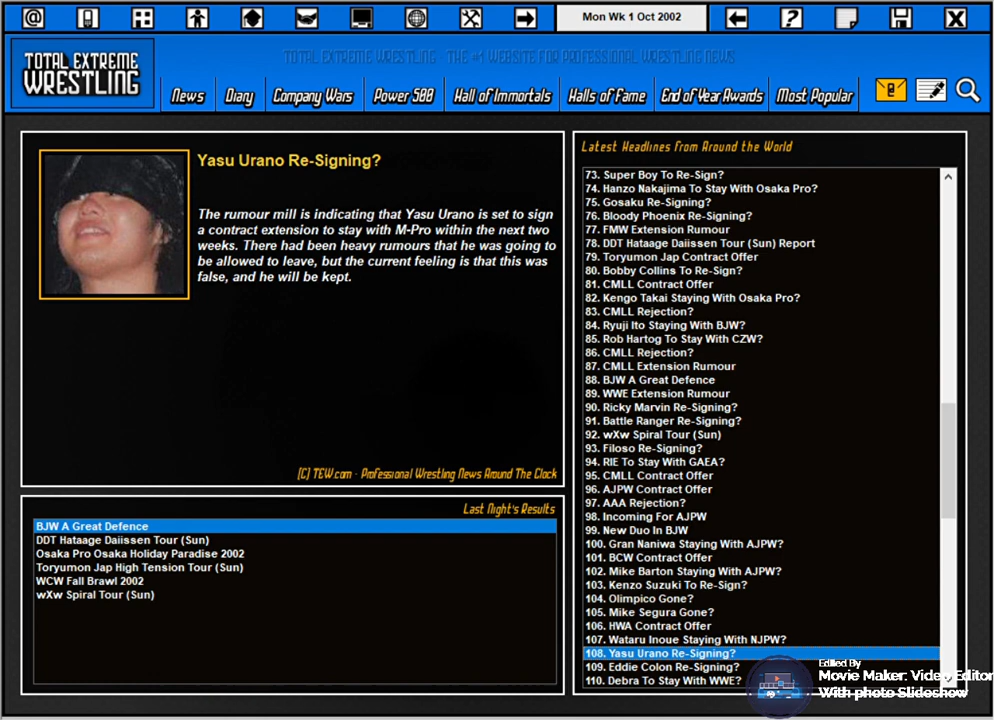 Mon Wk 1 Oct 2002
TOTAL EXTREME WRESTLING THE #1 WEBSITE FOR PROFESSIONAL WRESTLING NEWS
TOTAL EXTREME
WRESTLING
News
Diary
Company Wars
Power 500
Hall of Immortals
Halls of Fame
End of Year Awards
Most Popular
Yasu Urano Re-Signing?
The rumour mill is indicating that Yasu Urano is set to sign
a contract extension to stay with M-Pro within the next two
weeks. There had been heavy rumours that he was going to
be allowed to leave, but the current feeling is that this was
false, and he will be kept.
(C) TEW.com - Professional Wrestling News Around The Clock
Last Night's Results
BJW A Great Defence
DDT Hataage Daiissen Tour (Sun)
Osaka Pro Osaka Holiday Paradise 2002
Toryumon Jap High Tension Tour (Sun)
WCW Fall Brawl 2002
wXw Spiral Tour (Sun)
Latest Headlines From Around the World
73. Super Boy To Re-Sign?
74. Hanzo Nakajima To Stay With Osaka Pro?
75. Gosaku Re-Signing?
76. Bloody Phoenix Re-Signing?
77. FMW Extension Rumour
78. DDT Hataage Daiissen Tour (Sun) Report
79. Toryumon Jap Contract Offer
80. Bobby Collins To Re-Sign?
81. CMLL Contract Offer
82. Kengo Takai Staying With Osaka Pro?
83. CMLL Rejection?
84. Ryuji Ito Staying With BJW?
85. Rob Hartog To Stay With CZW?
86. CMLL Rejection?
87. CMLL Extension Rumour
88. BJW A Great Defence
89. WWE Extension Rumour
90. Ricky Marvin Re-Signing?
91. Battle Ranger Re-Signing?
92. wXw Spiral Tour (Sun)
93. Filoso Re-Signing?
94. RIE To Stay With GAEA?
95. CMLL Contract Offer
96. AJPW Contract Offer
97. AAA Rejection?
98. Incoming For AJPW
99. New Duo In BJW
100. Gran Naniwa Staying With AJPW?
101. BCW Contract Offer
102. Mike Barton Staying With AJPW?
103. Kenzo Suzuki To Re-Sign?
104. Olimpico Gone?
105. Mike Segura Gone?
106. HWA Contract Offer
107. Wataru Inoue Staying With NJPW?
108. Yasu Urano Re-Signing?
109. Eddie Colon Re-Signing?
110. Debra To Stay With WWE?
Edited By
Movie Maker: Video Editor
With photo Slideshow